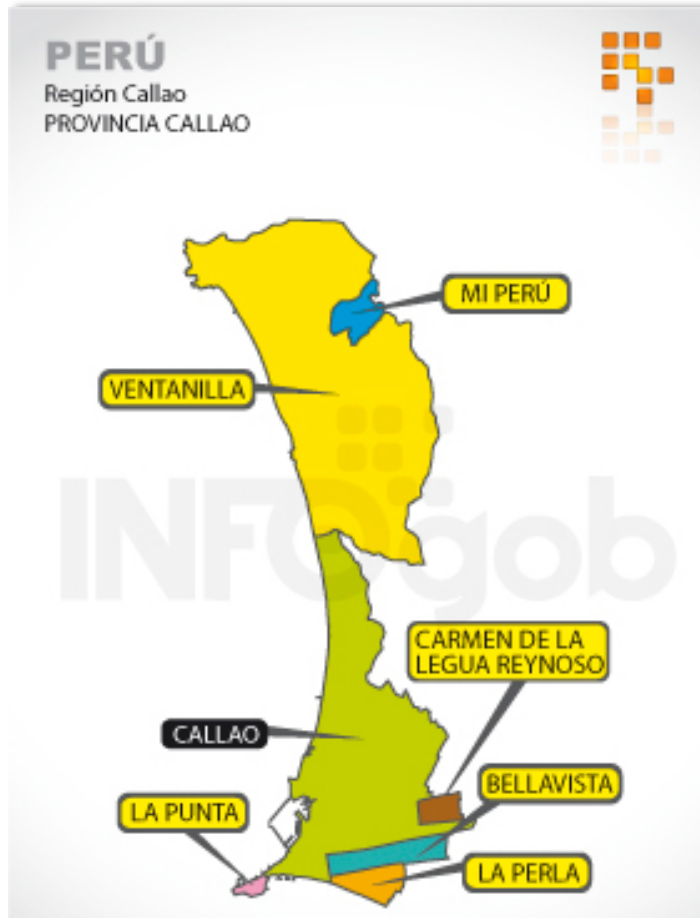 PERÚ
Región Callao
PROVINCIA CALLAO
MI PERÚ
VENTANILLA
INFOgob
CARMEN DE LA
LEGUA REYNOSO
CALLAO
BELLAVISTA
LA PUNTA
LA PERLA